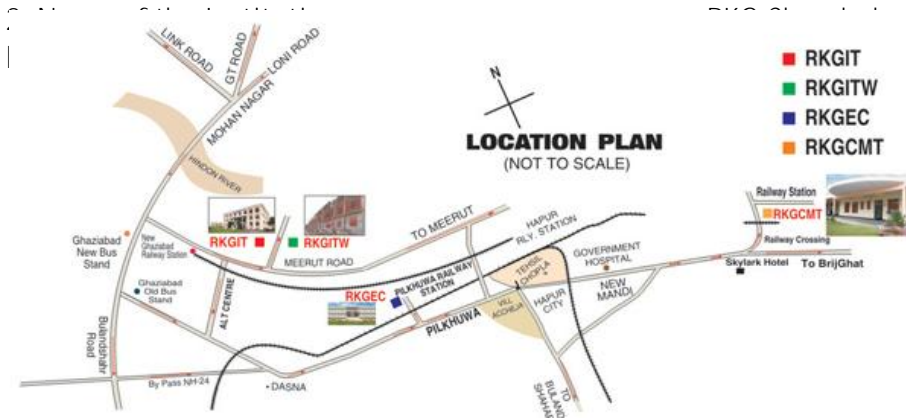 LINK ROAD
GT ROAD
LONI ROAD
MOHAN NAGAR
HINDON RIVER
N
LOCATION PLAN
(NOT TO SCALE)
RKGIT
RKGITW
RKGEC
RKGCMT
Railway Station
RKGCMT
Railway Crossing
Skylark Hotel
To BrijGhat
Ghaziabad
New Bus
Stand
New
Ghaziabad
Railway Station
RKGIT
RKGITW
MEERUT ROAD
TO MEERUT
HAPUR
RLY. STATION
TEHSIL
CHOPLA
GOVERNMENT
HOSPITAL
NEW
MANDI
Ghaziabad
Old Bus
Stand
ALT CENTRE
RKGEC
PILKHUWA RAILWAY
STATION
PILKHUWA
VILL
ACCHEJA
HAPUR
CITY
Bulandshahr
Road
By Pass NH-24
DASNA
TO
BULAND
SHAHAR